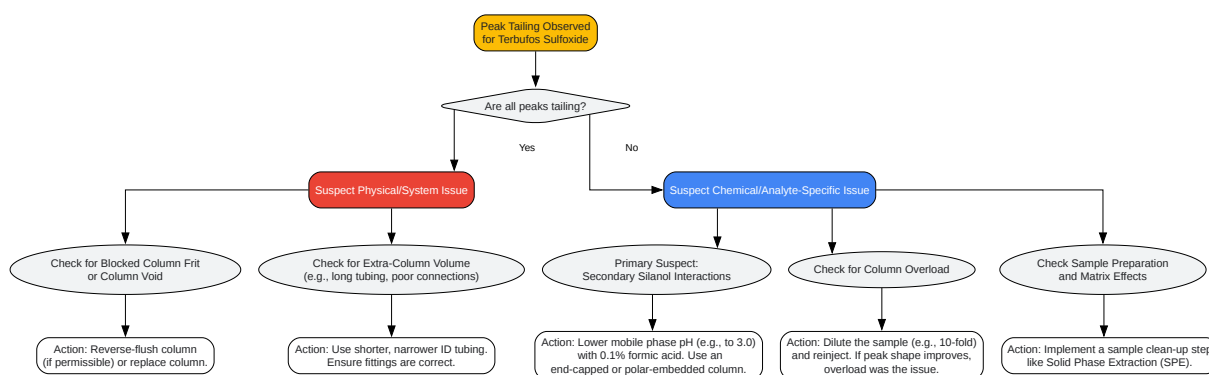 Peak Tailing Observed
for Terbufos Sulfoxide
Are all peaks tailing?
Yes
No
Suspect Physical/System Issue
Suspect Chemical/Analyte-Specific Issue
Check for Blocked Column Frit
or Column Void
Check for Extra-Column Volume
(e.g., long tubing, poor connections)
Primary Suspect:
Secondary Silanol Interactions
Check for Column Overload
Check Sample Preparation
and Matrix Effects
Action: Reverse-flush column
(if permissible) or replace column.
Action: Use shorter, narrower ID tubing.
Ensure fittings are correct.
Action: Lower mobile phase pH (e.g., to 3.0)
with 0.1% formic acid. Use an
end-capped or polar-embedded column.
Action: Dilute the sample (e.g., 10-fold)
and reinject. If peak shape improves,
overload was the issue.
Action: Implement a sample clean-up step
like Solid Phase Extraction (SPE).